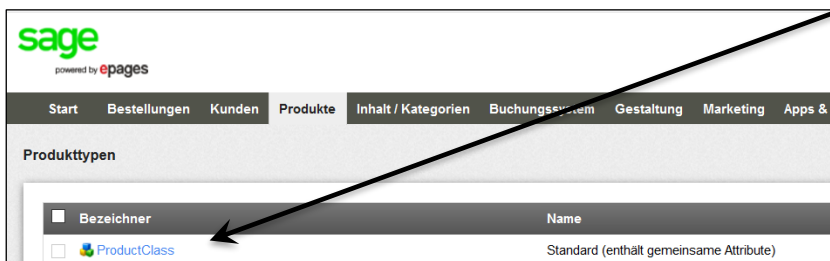 sage
powered by epages
Start Bestellungen Kunden Produkte Inhalt / Kategorien Buchungssystem Gestaltung Marketing Apps &
Produkttypen
Bezeichner Name
ProductClass Standard (enthält gemeinsame Attribute)